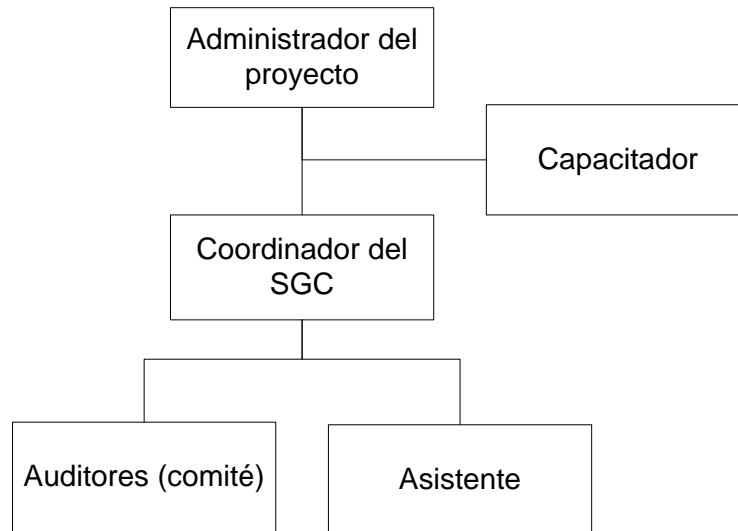 Administrador del
proyecto
Capacitador
Coordinador del
SGC
Auditores (comité)
Asistente